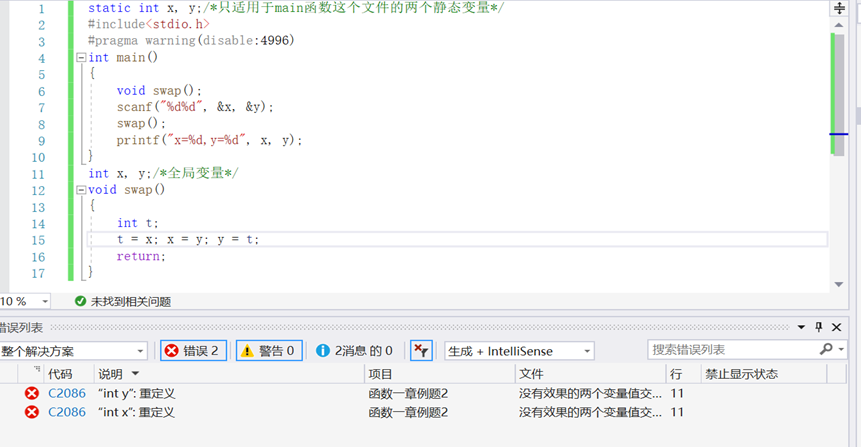 1 static int x, y;/*只适用于main函数这个文件的两个静态变量*/
2 #include<stdio.h>
3 #pragma warning(disable:4996)
4 int main()
5 {
6 void swap();
7 scanf("%d%d", &x, &y);
8 swap();
9 printf("x=%d,y=%d", x, y);
10 }
11 int x, y;/*全局变量*/
12 void swap()
13 {
14 int t;
15 t = x; x = y; y = t;
16 return;
17 }
10 % 未找到相关问题
错误列表
整个解决方案 错误 2 警告 0 2消息 的 0 生成 + IntelliSense 搜索错误列表
代码 说明 项目 文件 行 禁止显示状态
C2086 “int y”: 重定义 函数一章例题2 没有效果的两个变量值交... 11
C2086 “int x”: 重定义 函数一章例题2 没有效果的两个变量值交... 11